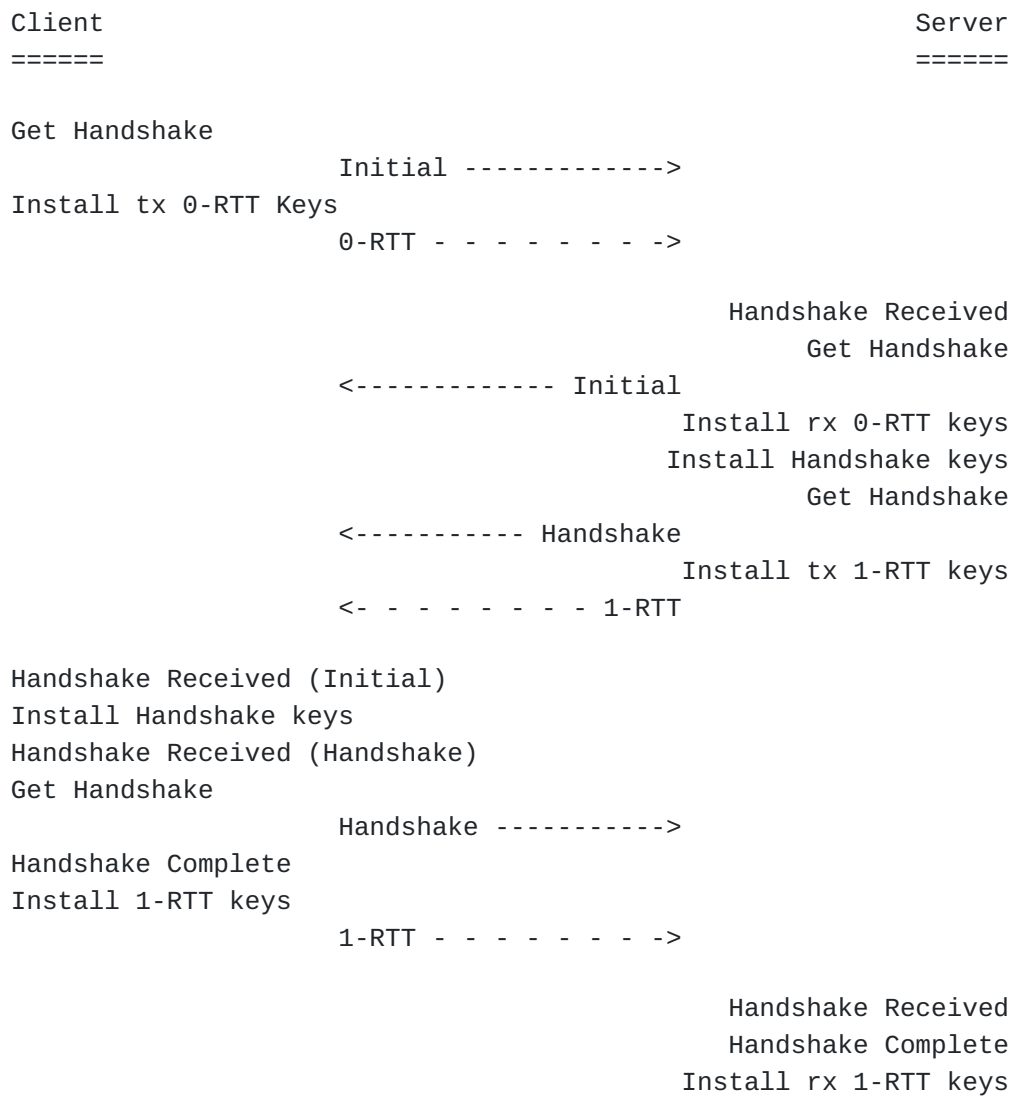 Client                                                    Server
======                                                    ======
Get Handshake
                     Initial ------------->
Install tx 0-RTT Keys
                     0-RTT - - - - - - - ->
                                              Handshake Received
                                                   Get Handshake
                     <------------- Initial
                                           Install rx 0-RTT keys
                                          Install Handshake keys
                                                   Get Handshake
                     <----------- Handshake
                                           Install tx 1-RTT keys
                     <- - - - - - - - 1-RTT
Handshake Received (Initial)
Install Handshake keys
Handshake Received (Handshake)
Get Handshake
                     Handshake ----------->
Handshake Complete
Install 1-RTT keys
                     1-RTT - - - - - - - ->
                                              Handshake Received
                                              Handshake Complete
                                           Install rx 1-RTT keys